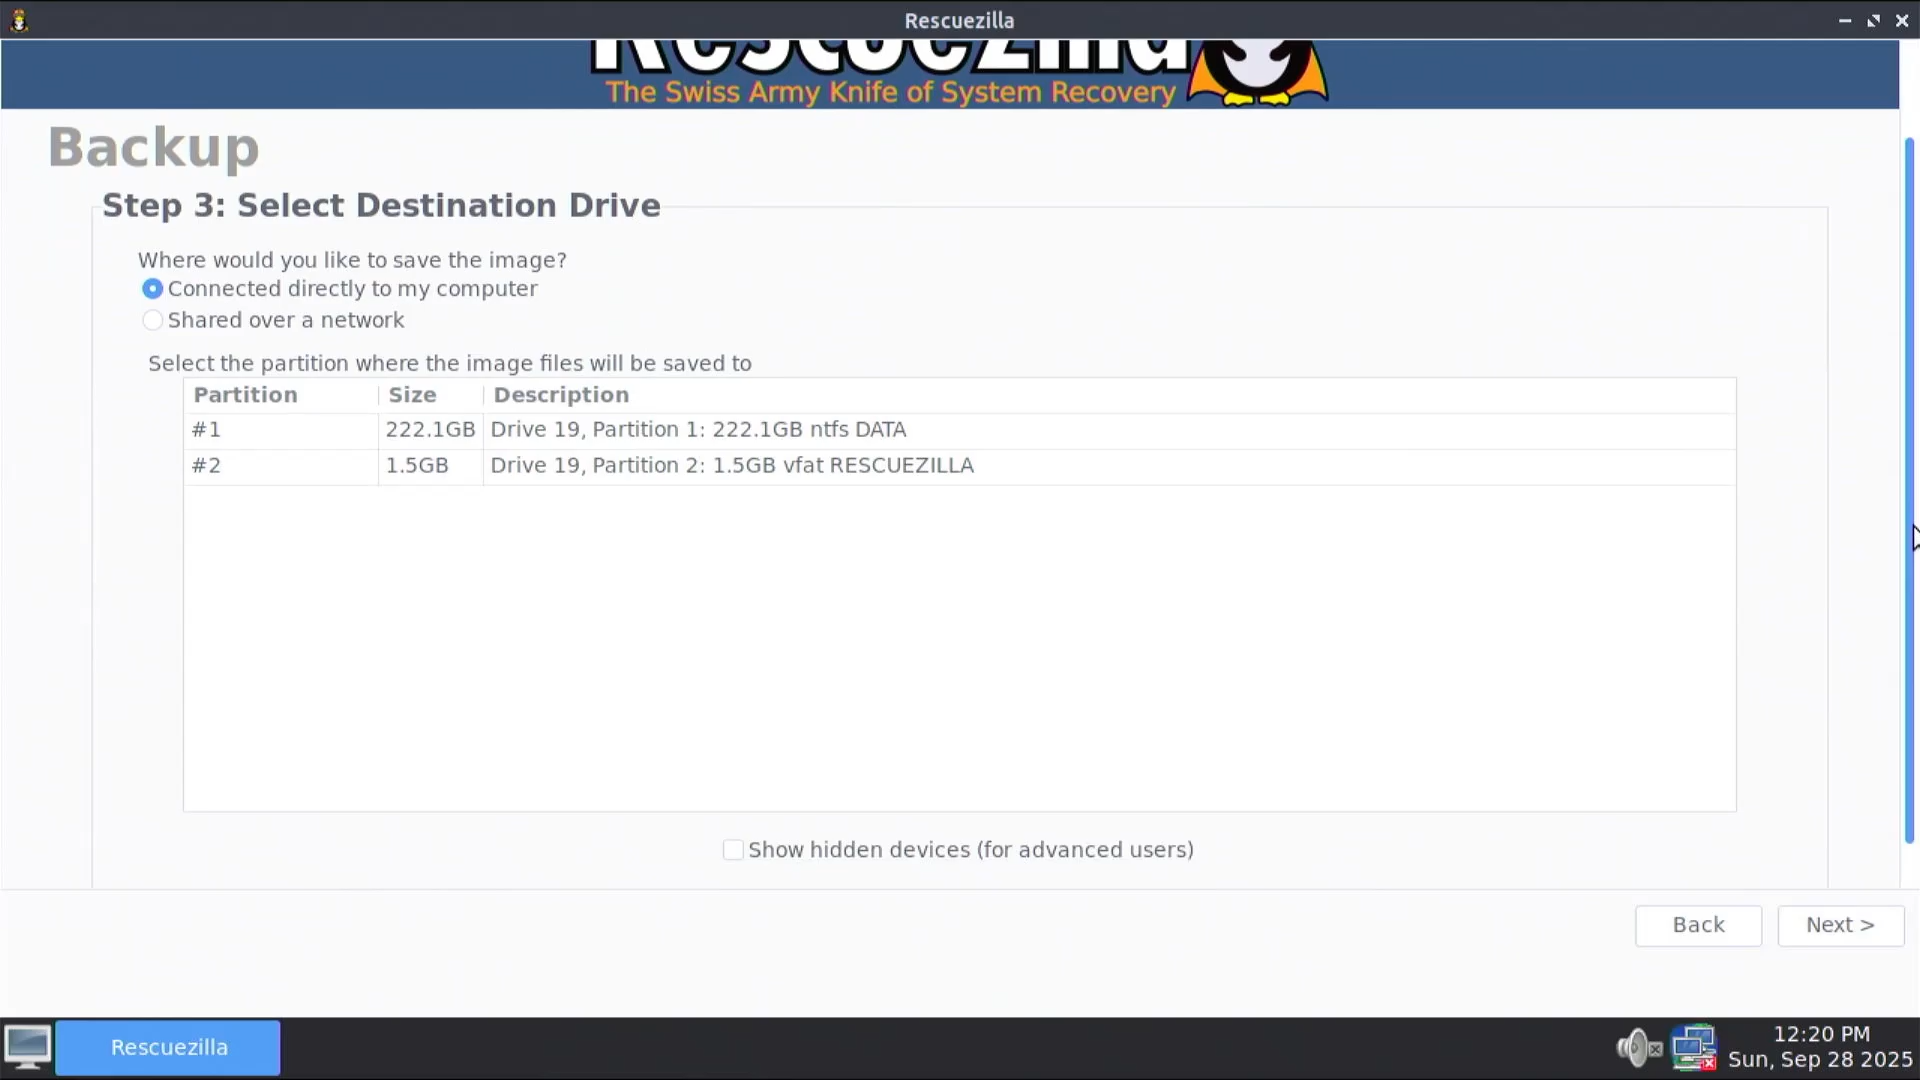 Rescuezilla
Rescuezilla
The Swiss Army Knife of System Recovery
Backup
Step 3: Select Destination Drive
Where would you like to save the image?
Connected directly to my computer
Shared over a network
Select the partition where the image files will be saved to
Partition Size Description
#1 222.1GB Drive 19, Partition 1: 222.1GB ntfs DATA
#2 1.5GB Drive 19, Partition 2: 1.5GB vfat RESCUEZILLA
Show hidden devices (for advanced users)
Back Next >
Rescuezilla
12:20 PM
Sun, Sep 28 2025